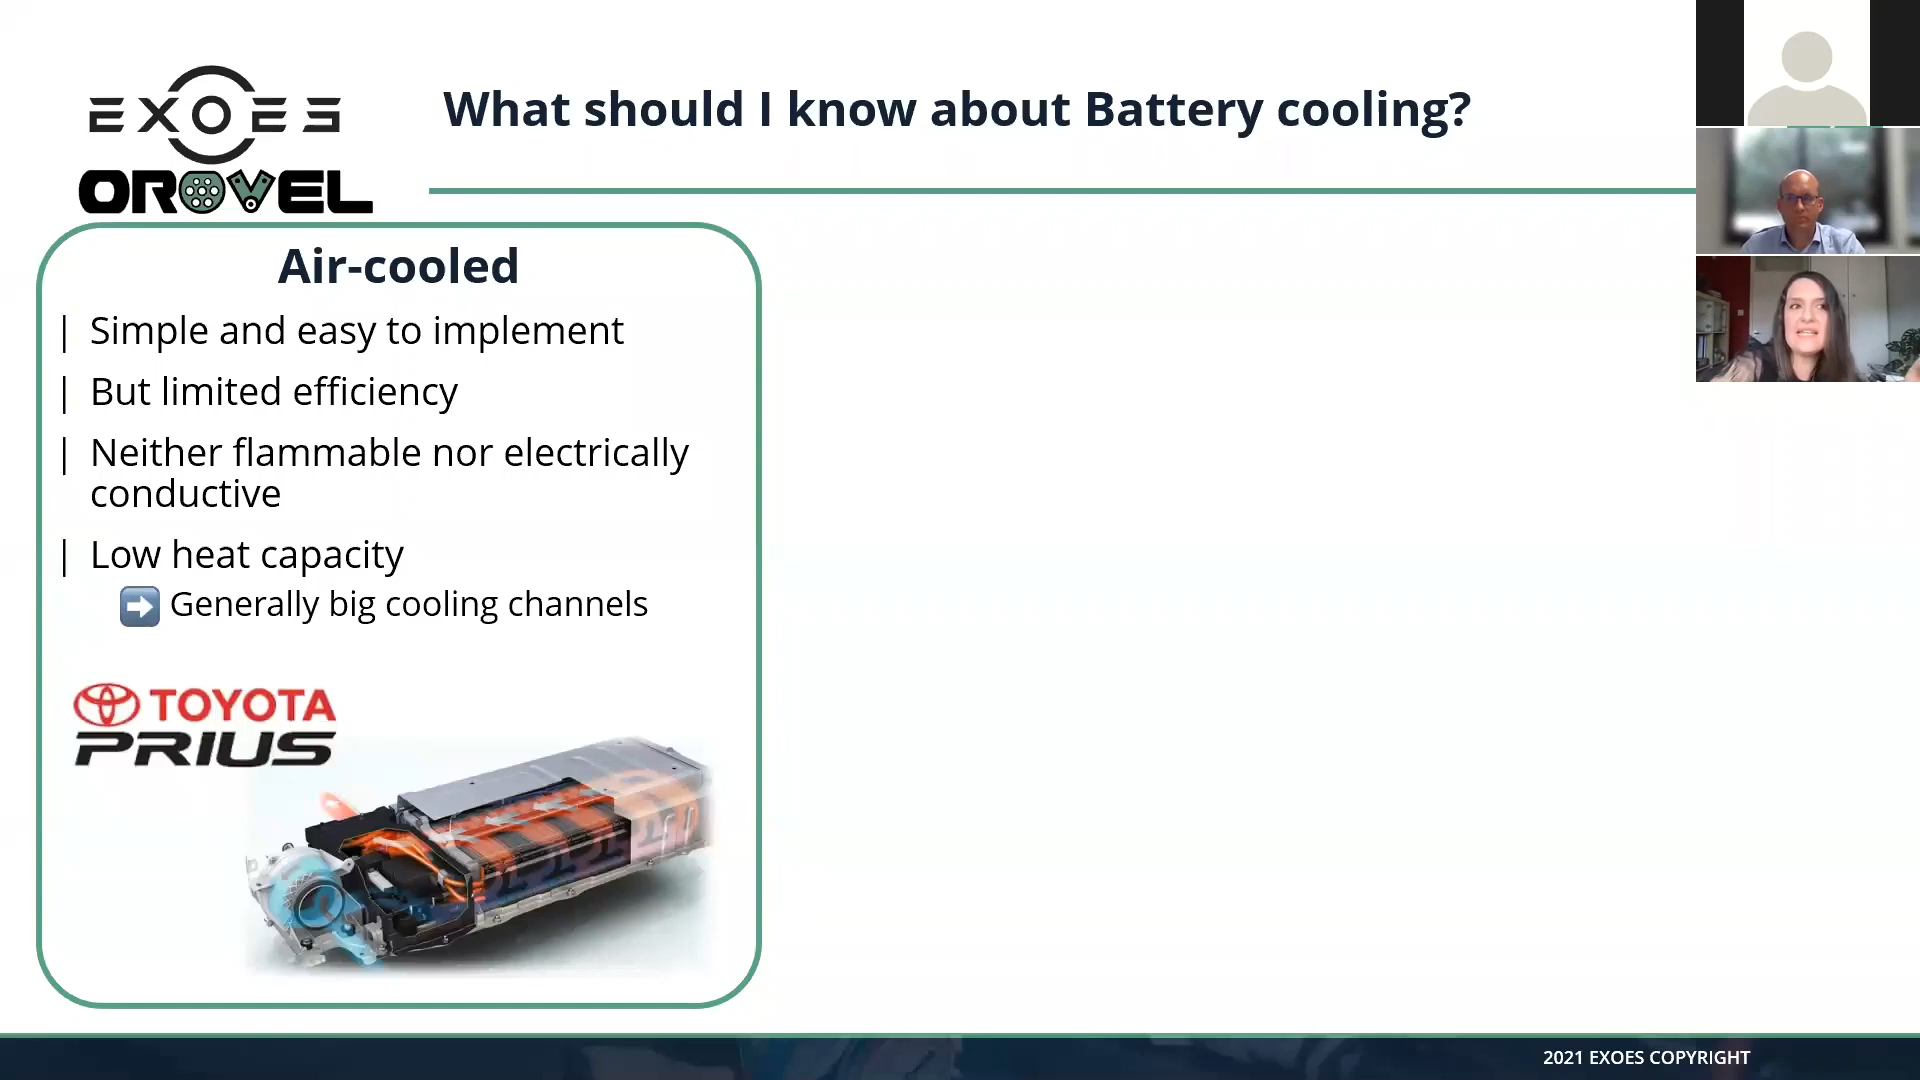 EXOES
OROVEL
What should I know about Battery cooling?
Air-cooled
| Simple and easy to implement
| But limited efficiency
| Neither flammable nor electrically
conductive
| Low heat capacity
➡ Generally big cooling channels
TOYOTA
PRIUS
2021 EXOES COPYRIGHT